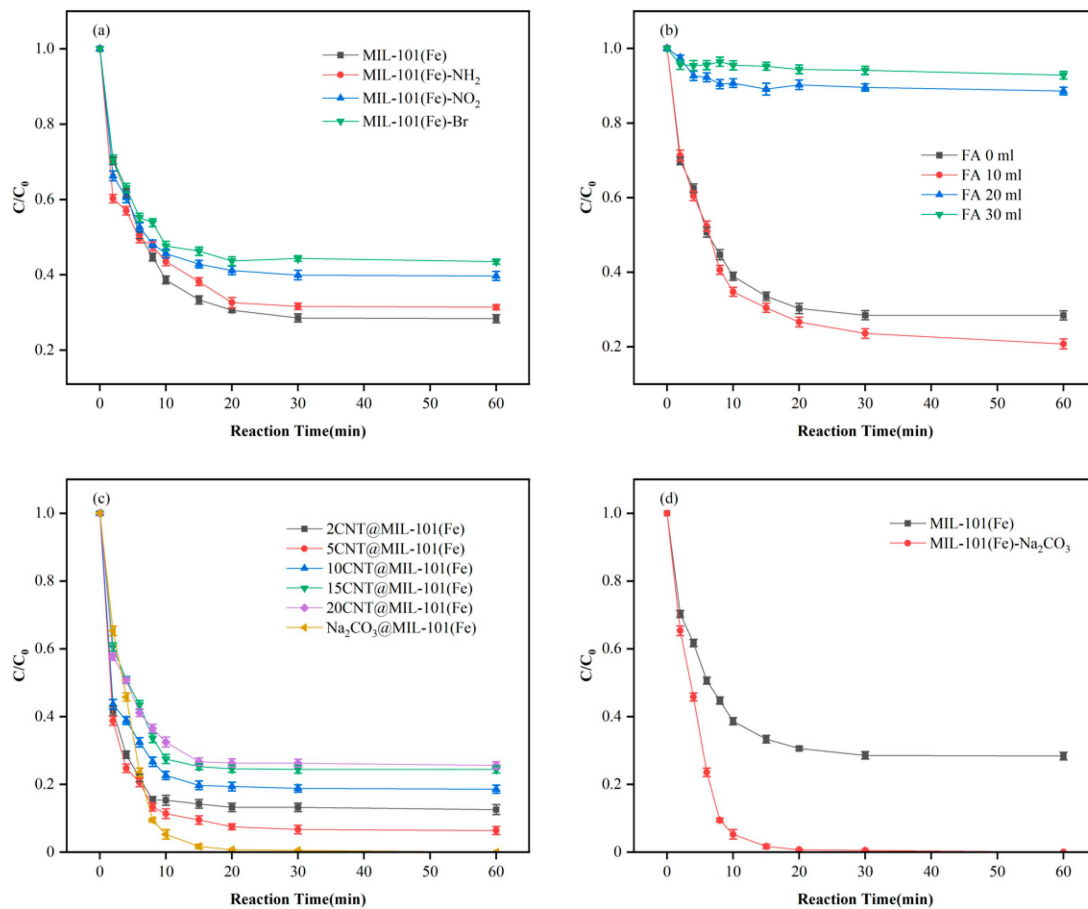 (a)
MIL-101(Fe)
MIL-101(Fe)-NH₂
MIL-101(Fe)-NO₂
MIL-101(Fe)-Br
1.0
0.8
0.6
0.4
0.2
C/C₀
0 10 20 30 40 50 60
Reaction Time(min)
(b)
FA 0 ml
FA 10 ml
FA 20 ml
FA 30 ml
1.0
0.8
0.6
0.4
0.2
C/C₀
0 10 20 30 40 50 60
Reaction Time(min)
(c)
2CNT@MIL-101(Fe)
5CNT@MIL-101(Fe)
10CNT@MIL-101(Fe)
15CNT@MIL-101(Fe)
20CNT@MIL-101(Fe)
Na₂CO₃@MIL-101(Fe)
1.0
0.8
0.6
0.4
0.2
0
C/C₀
0 10 20 30 40 50 60
Reaction Time(min)
(d)
MIL-101(Fe)
MIL-101(Fe)-Na₂CO₃
1.0
0.8
0.6
0.4
0.2
0
C/C₀
0 10 20 30 40 50 60
Reaction Time(min)